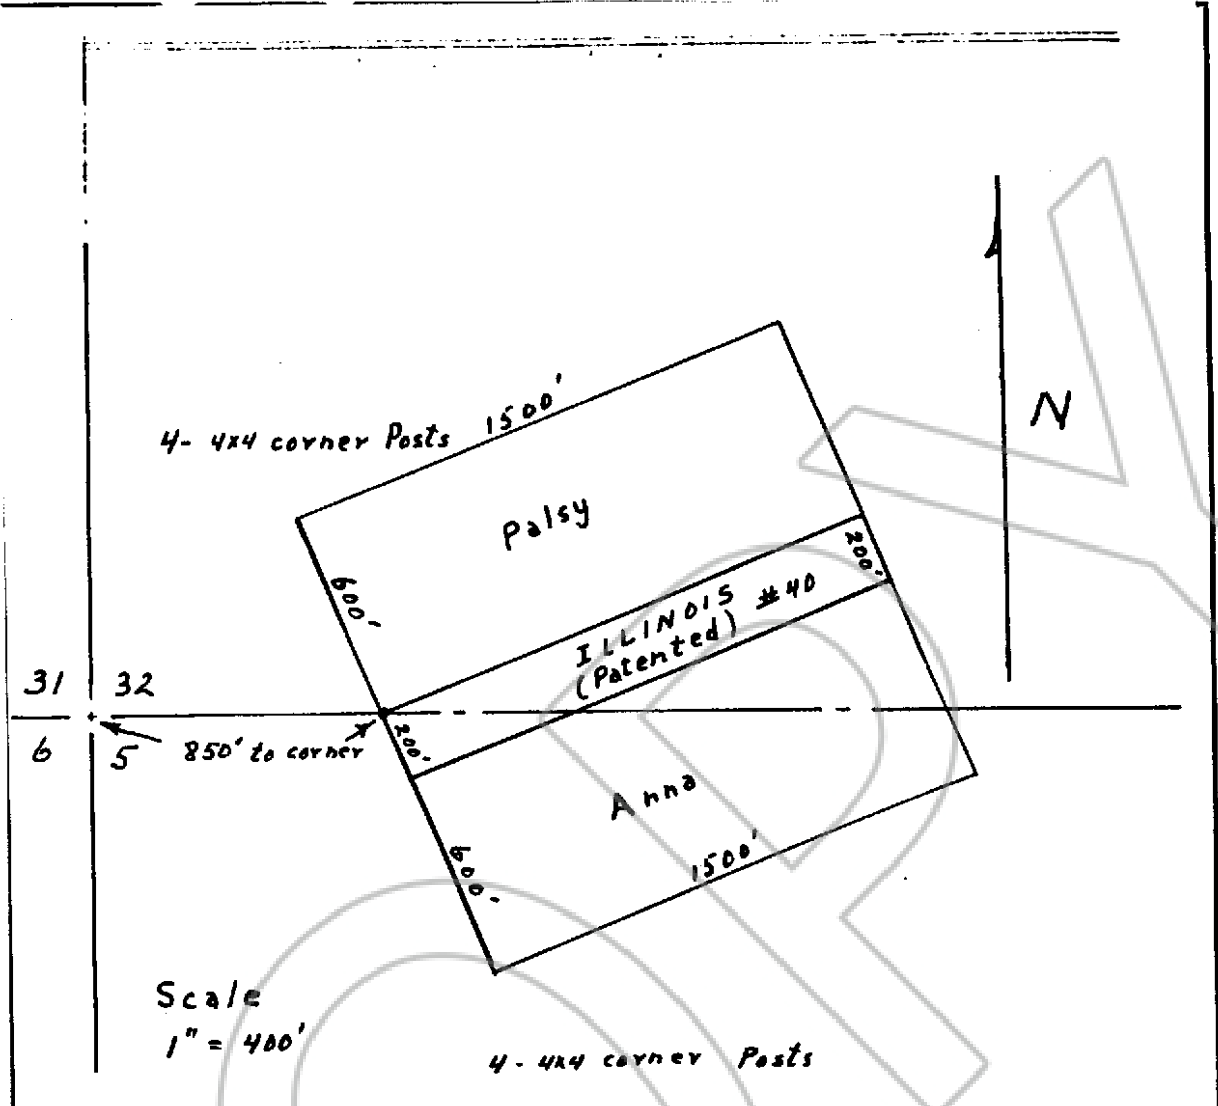 1500'
4- 4x4 corner Posts
N
Palsy
600'
200'
ILLINOIS #40
(Patented)
31 32
6 5
850' to corner
200'
Anna
600'
1500'
Scale
1" = 400'
4 - 4x4 corner Posts